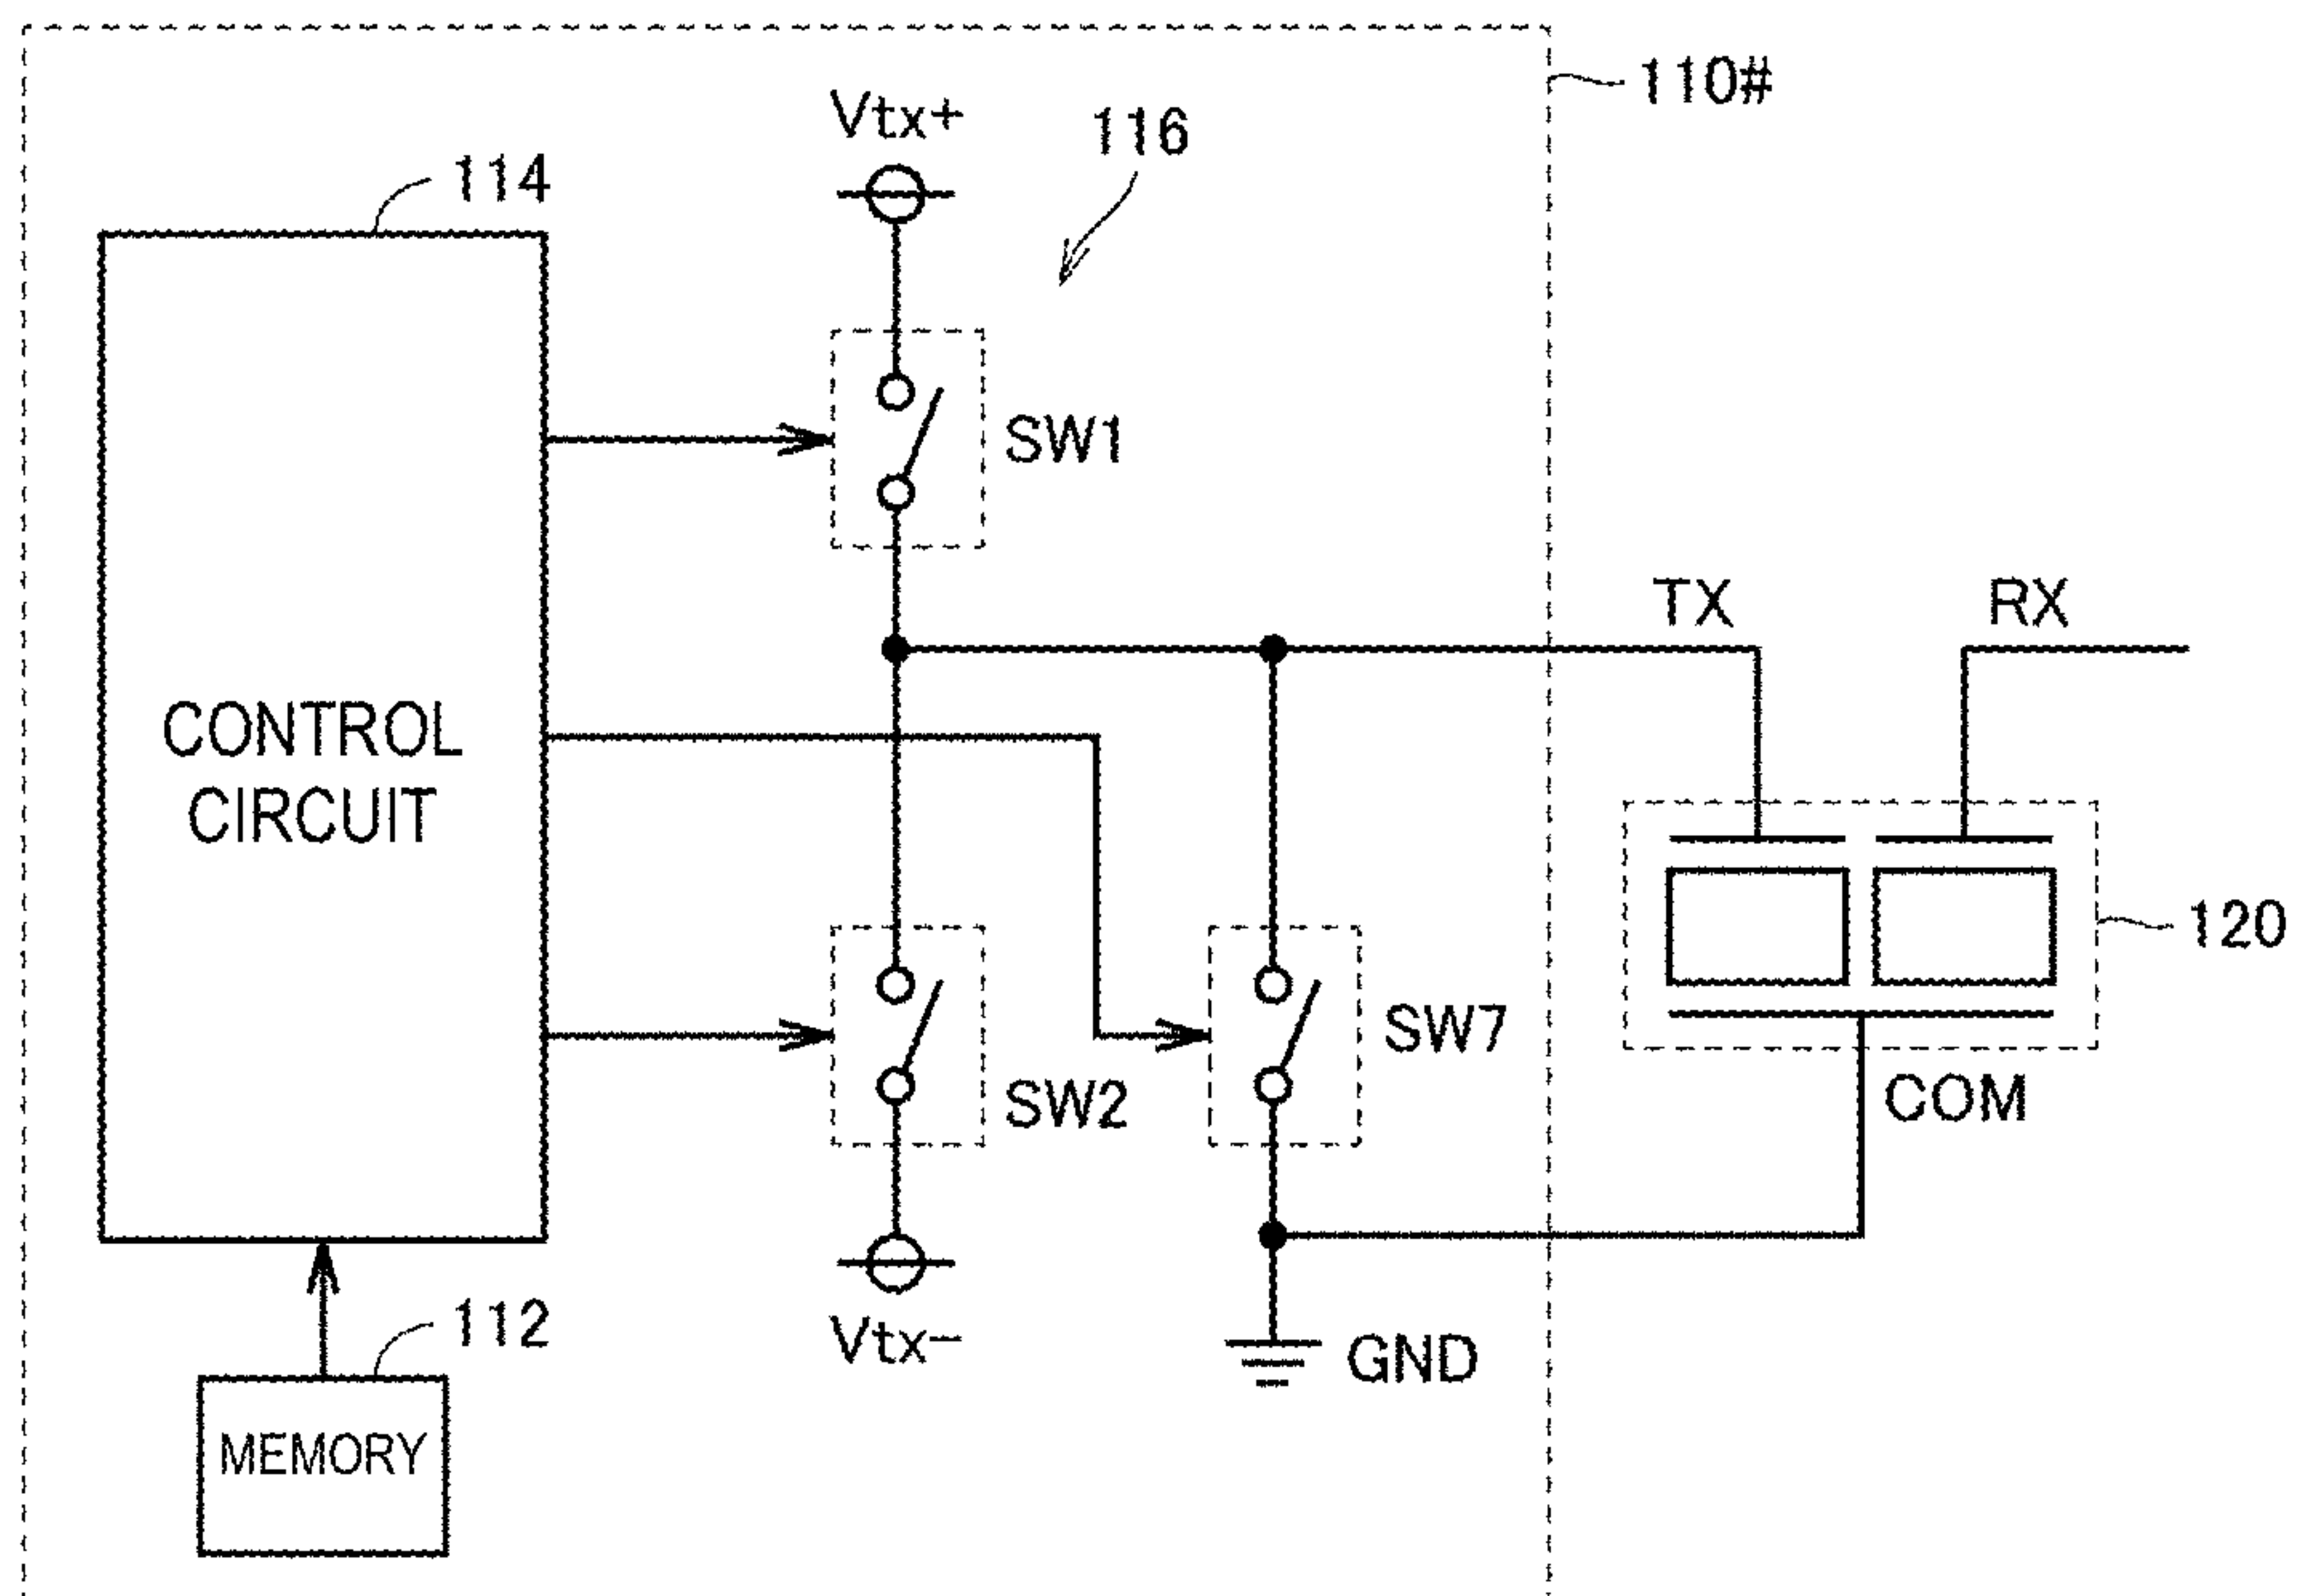 110#
Vtx+
116
114
SW1
TX
RX
CONTROL
CIRCUIT
120
SW7
SW2
COM
112
Vtx−
GND
MEMORY